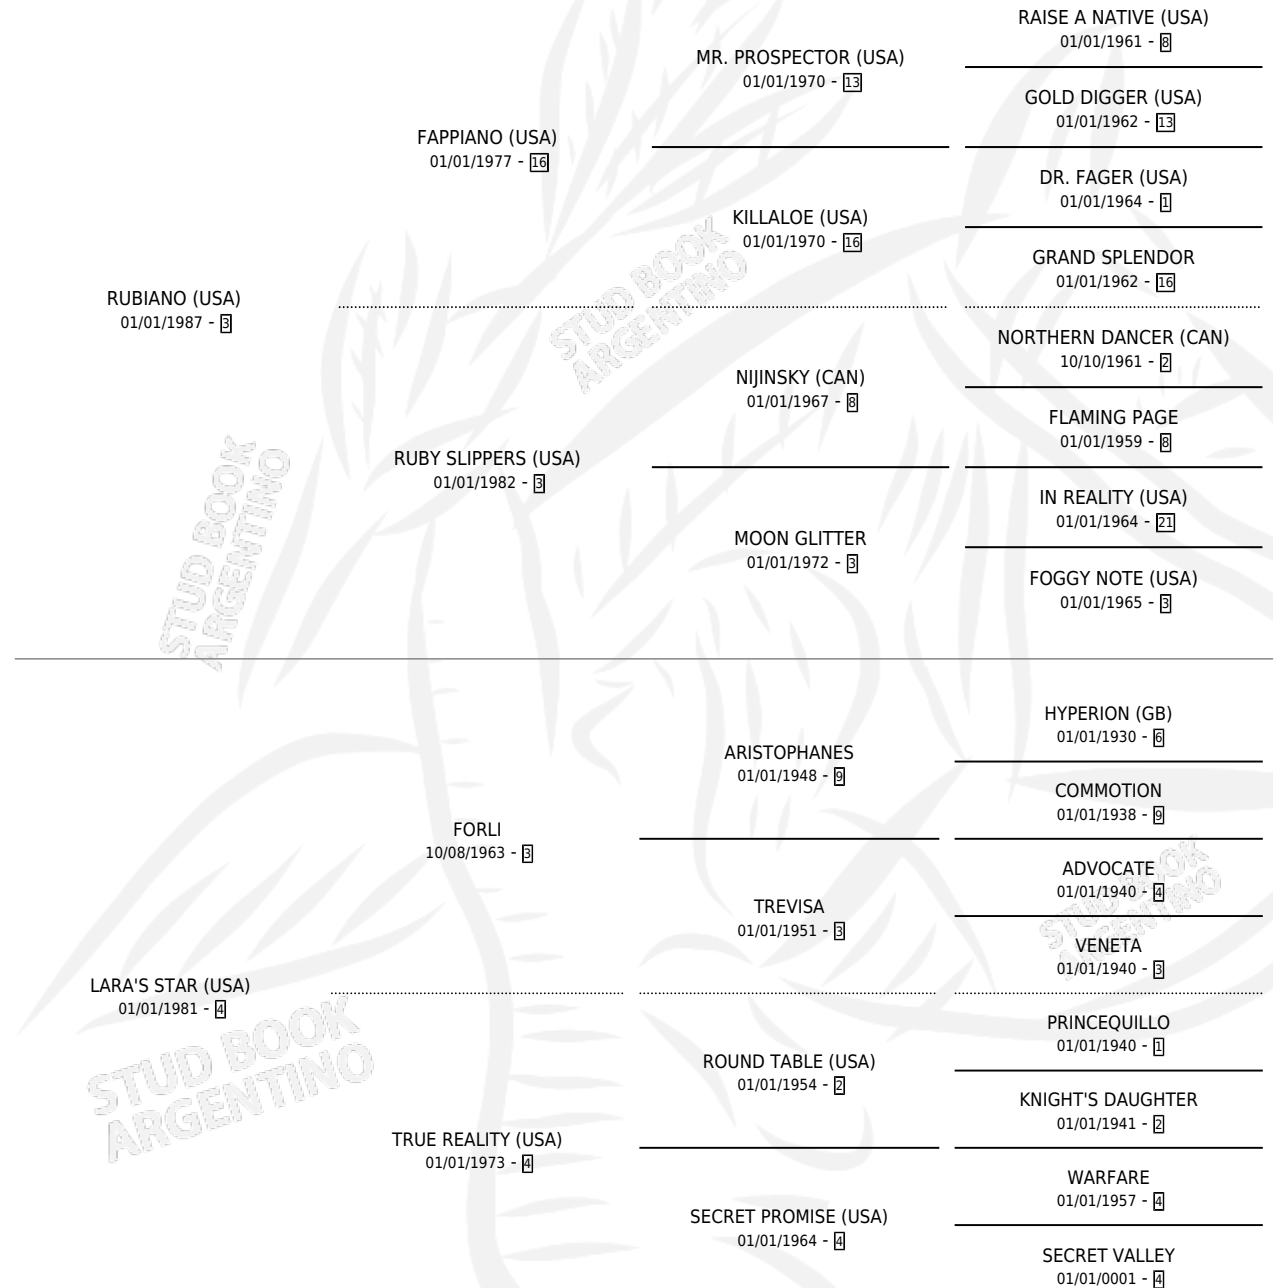 RAISE A NATIVE (USA)
01/01/1961 - 8
MR. PROSPECTOR (USA)
01/01/1970 - 13
GOLD DIGGER (USA)
01/01/1962 - 13
FAPPIANO (USA)
01/01/1977 - 16
DR. FAGER (USA)
01/01/1964 - 1
KILLALOE (USA)
01/01/1970 - 16
GRAND SPLENDOR
01/01/1962 - 16
RUBIANO (USA)
01/01/1987 - 3
STUD BOOK
ARGENTINO
NORTHERN DANCER (CAN)
10/10/1961 - 2
NIJINSKY (CAN)
01/01/1967 - 8
FLAMING PAGE
01/01/1959 - 8
RUBY SLIPPERS (USA)
01/01/1982 - 3
IN REALITY (USA)
01/01/1964 - 21
MOON GLITTER
01/01/1972 - 3
FOGGY NOTE (USA)
01/01/1965 - 3
STUD BOOK
ARGENTINO
HYPERION (GB)
01/01/1930 - 6
ARISTOPHANES
01/01/1948 - 9
COMMOTION
01/01/1938 - 9
FORLI
10/08/1963 - 3
ADVOCATE
01/01/1940 - 4
TREVISA
01/01/1951 - 3
VENETA
01/01/1940 - 3
STUD BOOK
ARGENTINO
LARA'S STAR (USA)
01/01/1981 - 4
STUD BOOK
ARGENTINO
PRINCEQUILLO
01/01/1940 - 1
ROUND TABLE (USA)
01/01/1954 - 2
KNIGHT'S DAUGHTER
01/01/1941 - 2
TRUE REALITY (USA)
01/01/1973 - 4
WARFARE
01/01/1957 - 4
SECRET PROMISE (USA)
01/01/1964 - 4
SECRET VALLEY
01/01/0001 - 4